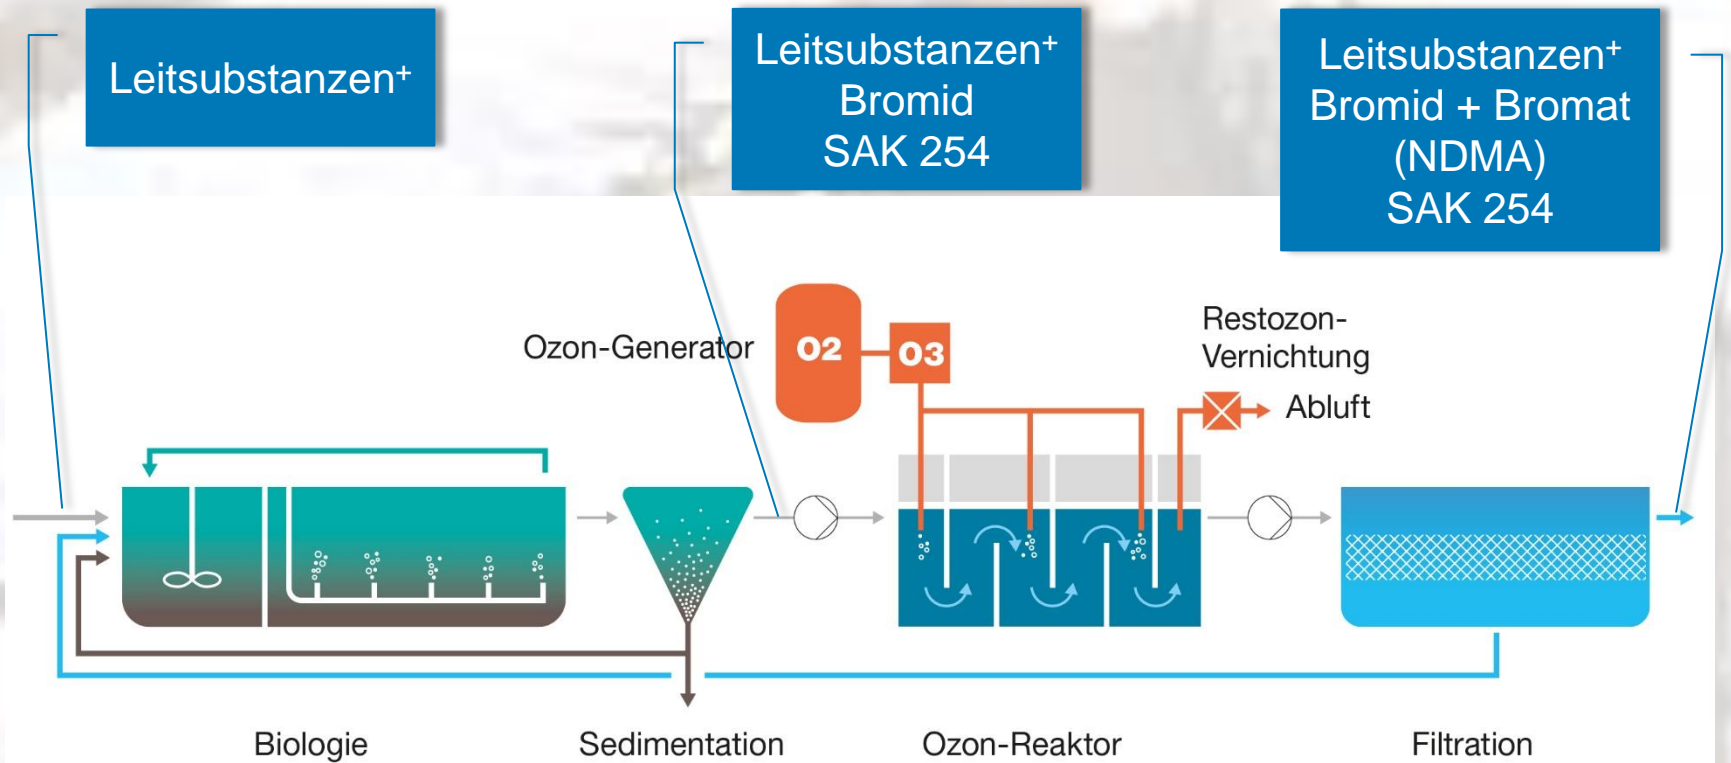 Leitsubstanzen⁺
Leitsubstanzen⁺
Bromid
SAK 254
Leitsubstanzen⁺
Bromid + Bromat
(NDMA)
SAK 254
Ozon-Generator
O2
O3
Restozon-
Vernichtung
Abluft
Biologie
Sedimentation
Ozon-Reaktor
Filtration